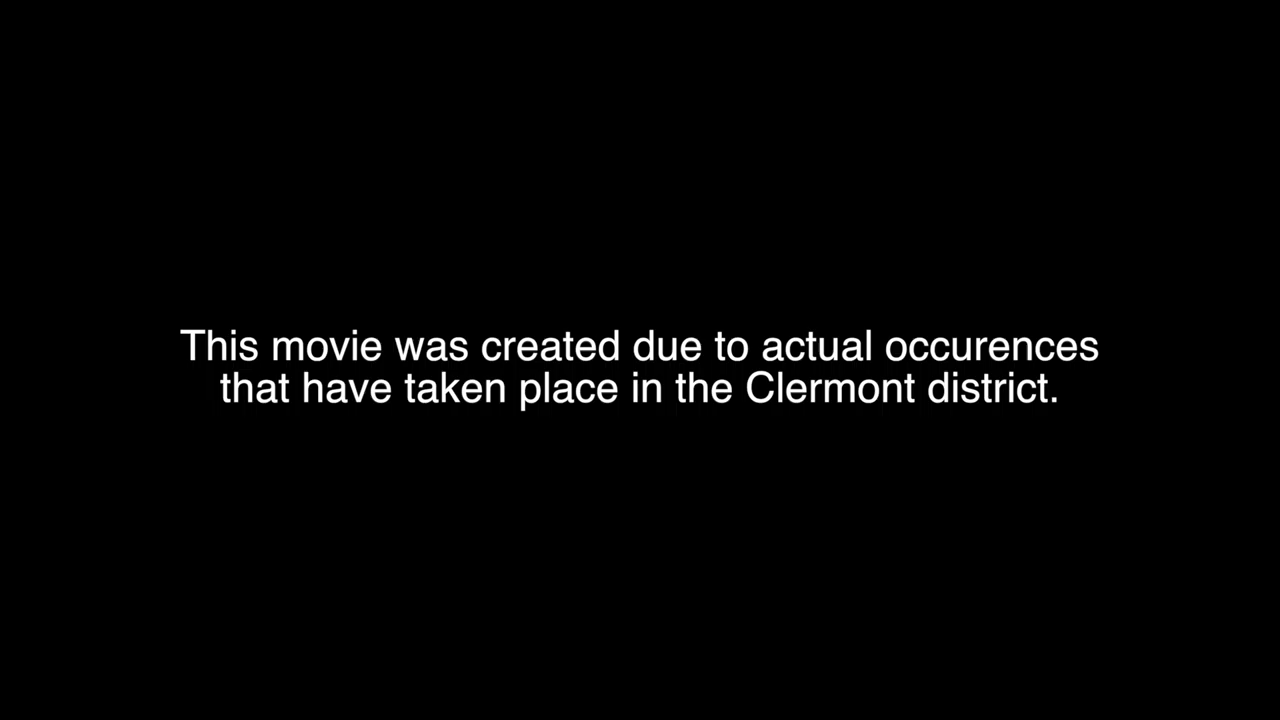 This movie was created due to actual occurences
that have taken place in the Clermont district.